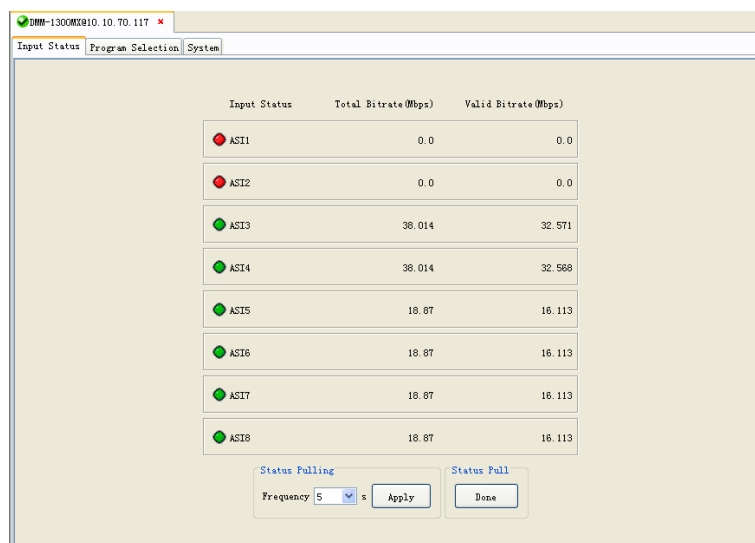 DMM-1300MX@10.10.70.117
Input Status Program Selection System
Input Status Total Bitrate(Mbps) Valid Bitrate(Mbps)
ASI1 0.0 0.0
ASI2 0.0 0.0
ASI3 38.014 32.571
ASI4 38.014 32.568
ASI5 18.87 16.113
ASI6 18.87 16.113
ASI7 18.87 16.113
ASI8 18.87 16.113
Status Pulling Status Pull
Frequency 5 s Apply Done